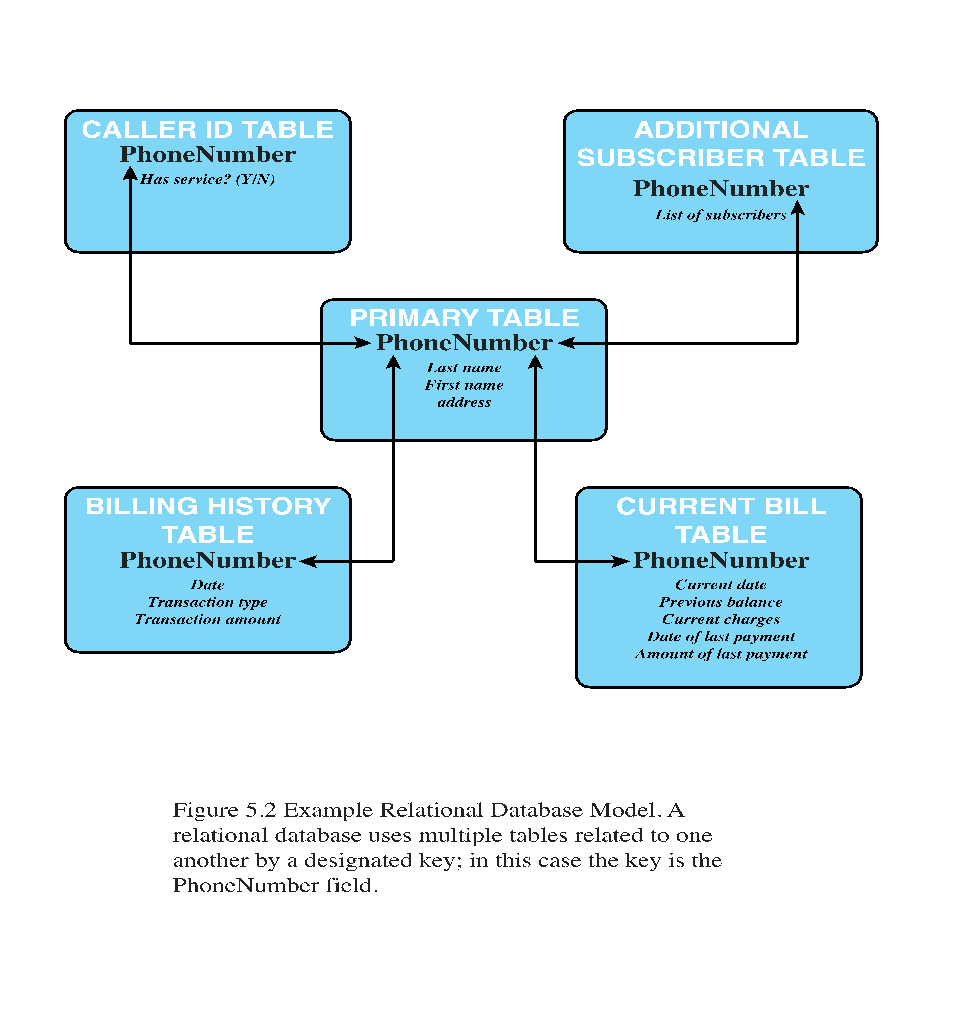 CALLER ID TABLE
PhoneNumber
Has service? (Y/N)
ADDITIONAL
SUBSCRIBER TABLE
PhoneNumber
List of subscribers
PRIMARY TABLE
PhoneNumber
Last name
First name
address
BILLING HISTORY
TABLE
PhoneNumber
Date
Transaction type
Transaction amount
CURRENT BILL
TABLE
PhoneNumber
Current date
Previous balance
Current charges
Date of last payment
Amount of last payment
Figure 5.2 Example Relational Database Model. A
relational database uses multiple tables related to one
another by a designated key; in this case the key is the
PhoneNumber field.